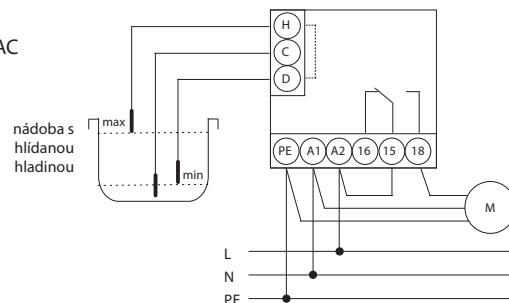 AC
H
C
D
max
nádoba s
hlídanou
hladinou
min
PE A1 A2 16 15 18
M
L
N
PE